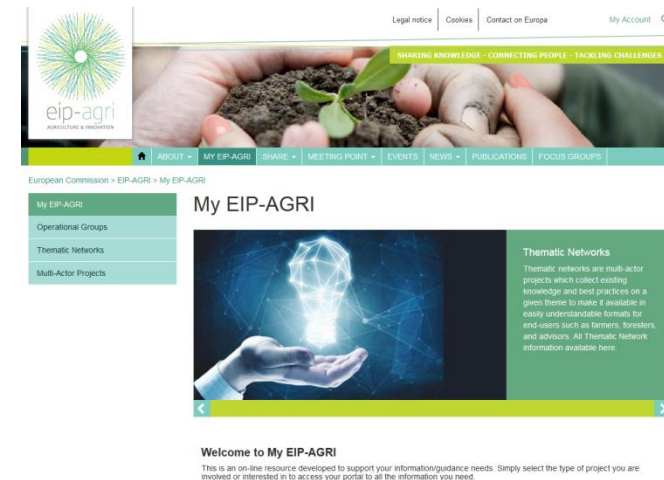 Legal notice | Cookies | Contact on Europa My Account
SHARING KNOWLEDGE - CONNECTING PEOPLE - TACKLING CHALLENGES
eip-agri
AGRICULTURE & INNOVATION
ABOUT MY EIP-AGRI SHARE MEETING POINT EVENTS NEWS PUBLICATIONS FOCUS GROUPS
European Commission > EIP-AGRI > My EIP-AGRI
My EIP-AGRI
Operational Groups
Thematic Networks
Multi-Actor Projects
My EIP-AGRI
Thematic Networks
Thematic networks are multi-actor
projects which collect existing
knowledge and best practices on a
given theme to make it available in
easily understandable formats for
end-users such as farmers, foresters,
and advisors. All Thematic Network
information available here.
Welcome to My EIP-AGRI
This is an on-line resource developed to support your information/guidance needs. Simply select the type of project you are
involved or interested in to access your portal to all the information you need.